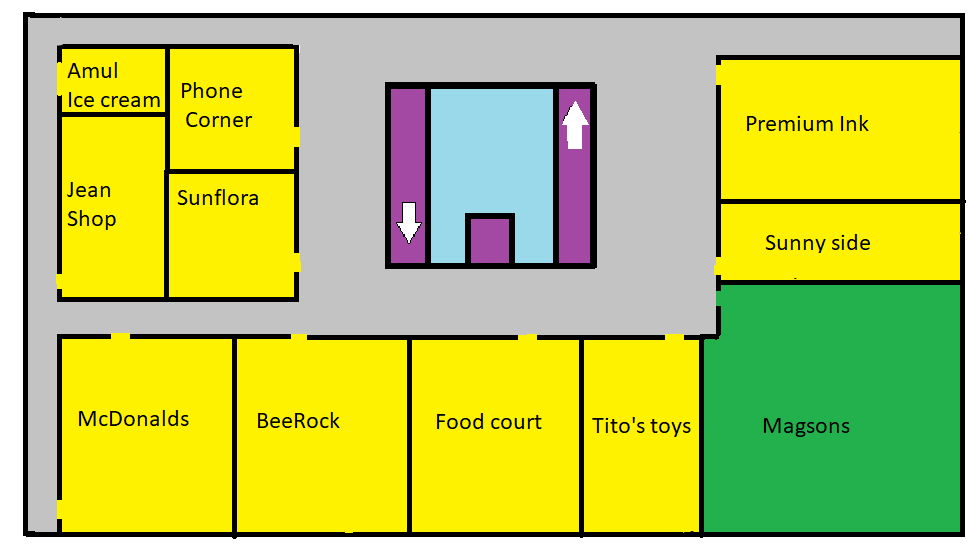 Amul
Ice cream
Phone
Corner
Premium Ink
Jean
Shop
Sunflora
Sunny side
McDonalds
BeeRock
Food court
Tito's toys
Magsons